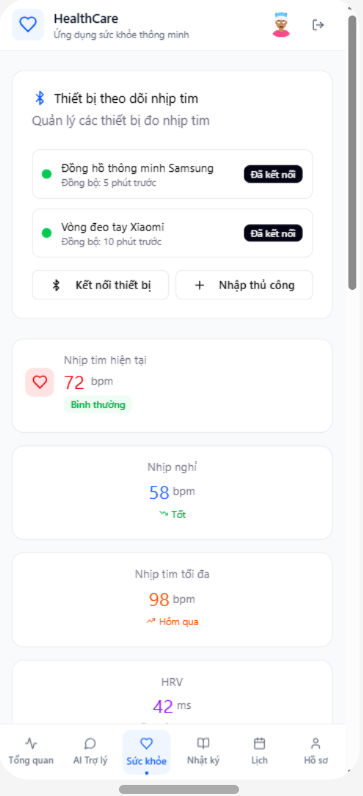 HealthCare
Ứng dụng sức khỏe thông minh
Thiết bị theo dõi nhịp tim
Quản lý các thiết bị đo nhịp tim
Đồng hồ thông minh Samsung
Đồng bộ: 5 phút trước
Đã kết nối
Vòng đeo tay Xiaomi
Đồng bộ: 10 phút trước
Đã kết nối
Kết nối thiết bị
Nhập thủ công
Nhịp tim hiện tại
72 bpm
Bình thường
Nhịp nghỉ
58 bpm
Tốt
Nhịp tim tối đa
98 bpm
Hôm qua
HRV
42 ms
Tổng quan
AI Trợ lý
Sức khỏe
Nhật ký
Lịch
Hồ sơ